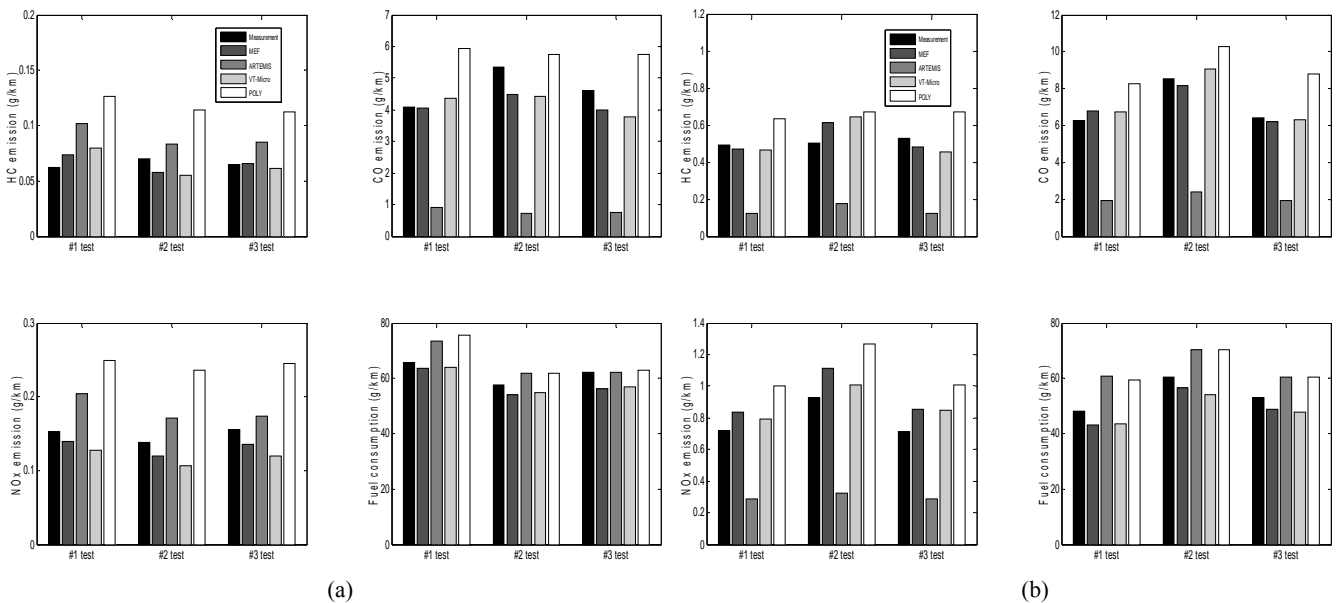 0.2
0.15
0.1
0.05
0
HC emission (g/km)
#1 test
#2 test
#3 test
Measurement
MEF
ARTEMIS
VT-Micro
POLY
7
6
5
4
3
2
1
0
CO emission (g/km)
#1 test
#2 test
#3 test
1.2
1
0.8
0.6
0.4
0.2
0
HC emission (g/km)
#1 test
#2 test
#3 test
Measurement
MEF
ARTEMIS
VT-Micro
POLY
12
10
8
6
4
2
0
CO emission (g/km)
#1 test
#2 test
#3 test
0.3
0.2
0.1
0
NOx emission (g/km)
#1 test
#2 test
#3 test
80
60
40
20
0
Fuel consumption (g/km)
#1 test
#2 test
#3 test
1.4
1.2
1
0.8
0.6
0.4
0.2
0
NOx emission (g/km)
#1 test
#2 test
#3 test
80
60
40
20
0
Fuel consumption (g/km)
#1 test
#2 test
#3 test
(a)
(b)